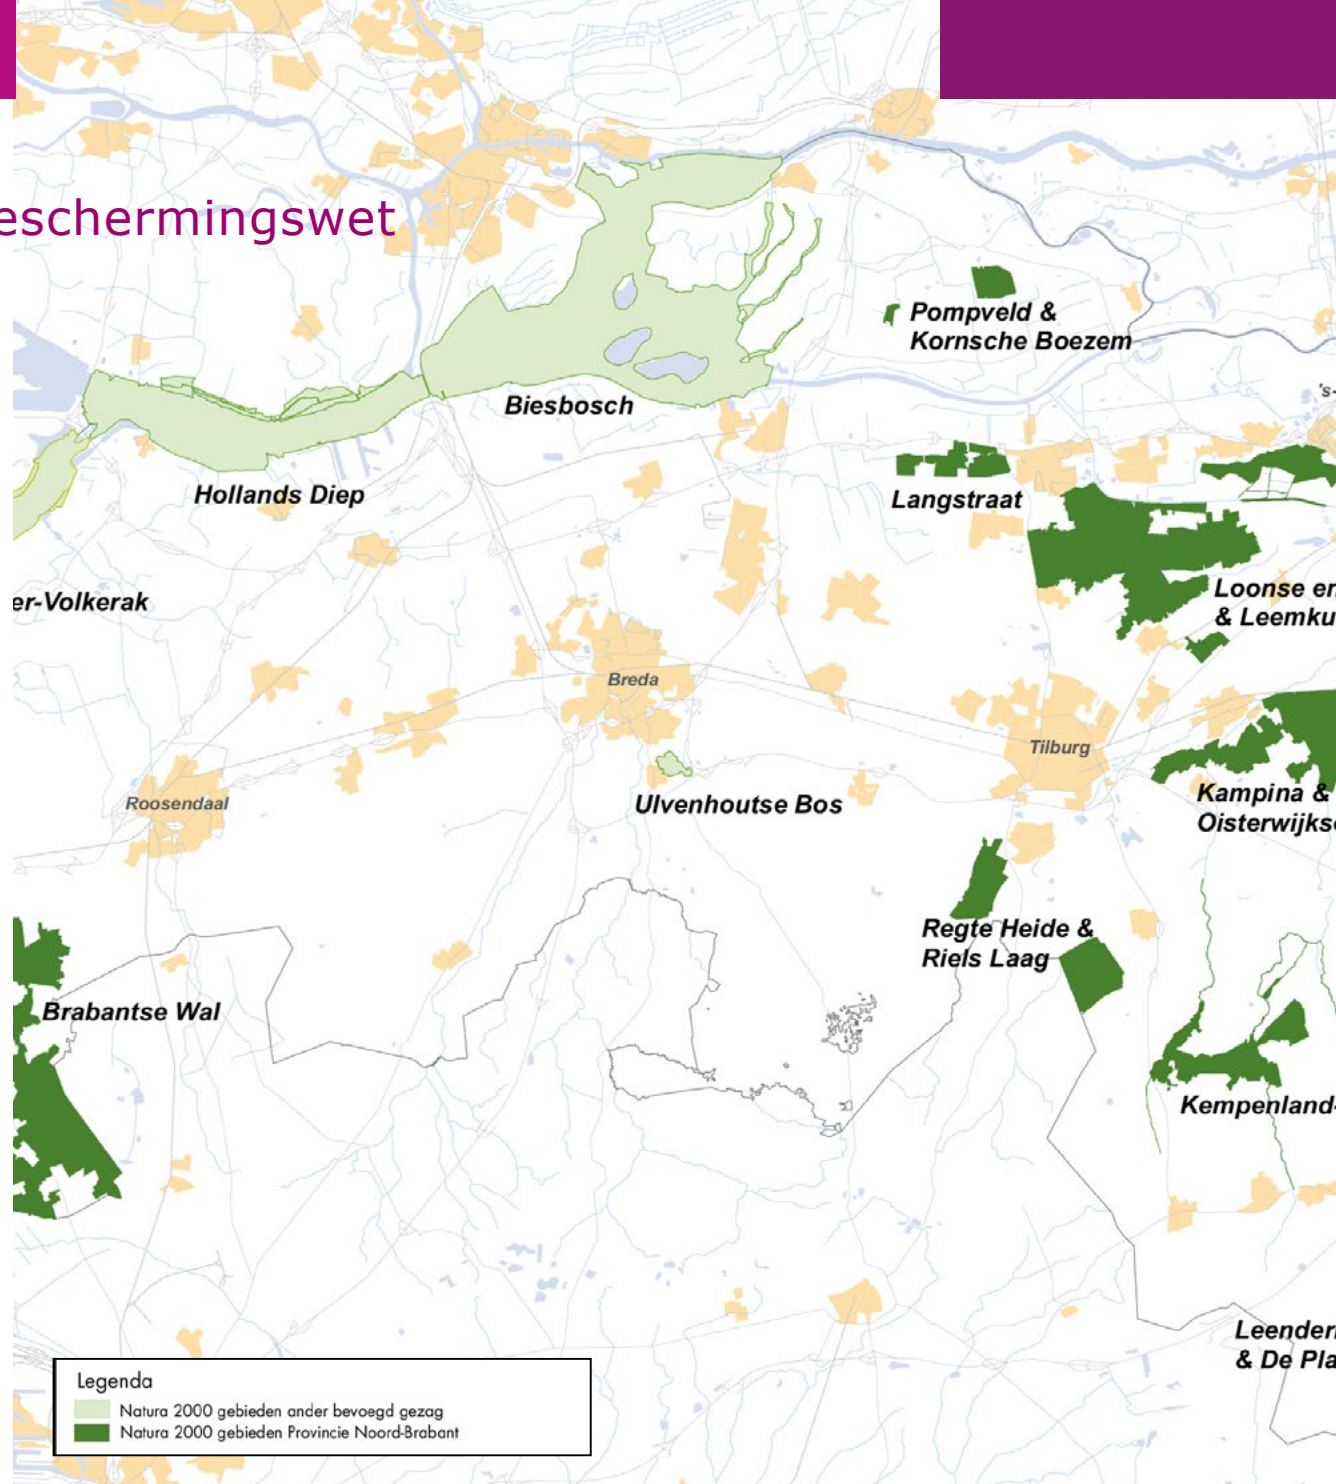 eschermingswet
Pompveld &
Kornsche Boezem
's-
Biesbosch
Hollands Diep
Langstraat
er-Volkerak
Loonse en
& Leemku
Breda
Tilburg
Roosendaal
Ulvenhoutse Bos
Kampina &
Oisterwijkse
Regte Heide &
Riels Laag
Brabantse Wal
Kempenland-
Leender
& De Pla
Legenda
Natura 2000 gebieden ander bevoegd gezag
Natura 2000 gebieden Provincie Noord-Brabant